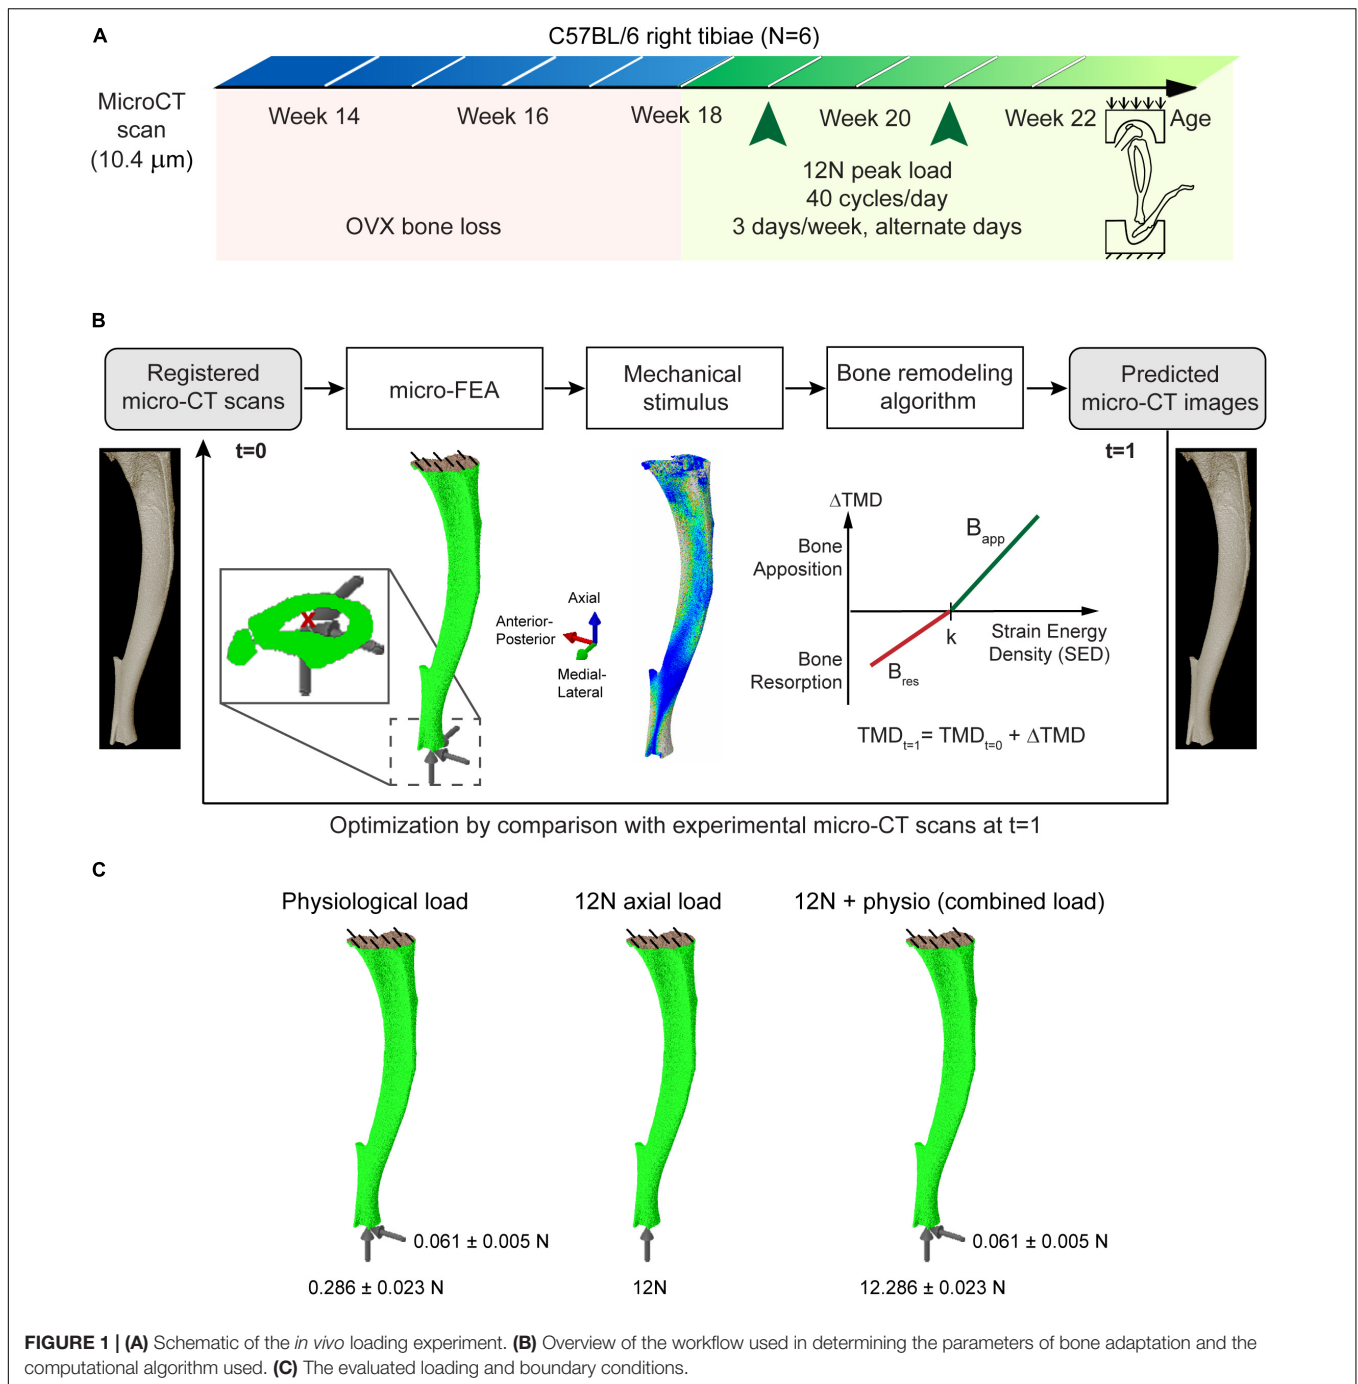 A
C57BL/6 right tibiae (N=6)
MicroCT
scan
(10.4 μm)
Week 14
Week 16
Week 18
Week 20
Week 22
Age
12N peak load
40 cycles/day
3 days/week, alternate days
OVX bone loss
B
Registered
micro-CT scans
micro-FEA
Mechanical
stimulus
Bone remodeling
algorithm
Predicted
micro-CT images
t=0
t=1
X
Axial
Anterior-
Posterior
Medial-
Lateral
ΔTMD
Bone
Apposition
Bone
Resorption
B_app
B_res
k
Strain Energy
Density (SED)
TMD_t=1 = TMD_t=0 + ΔTMD
Optimization by comparison with experimental micro-CT scans at t=1
C
Physiological load
12N axial load
12N + physio (combined load)
0.061 ± 0.005 N
0.286 ± 0.023 N
12N
0.061 ± 0.005 N
12.286 ± 0.023 N
FIGURE 1 | (A) Schematic of the in vivo loading experiment. (B) Overview of the workflow used in determining the parameters of bone adaptation and the
computational algorithm used. (C) The evaluated loading and boundary conditions.